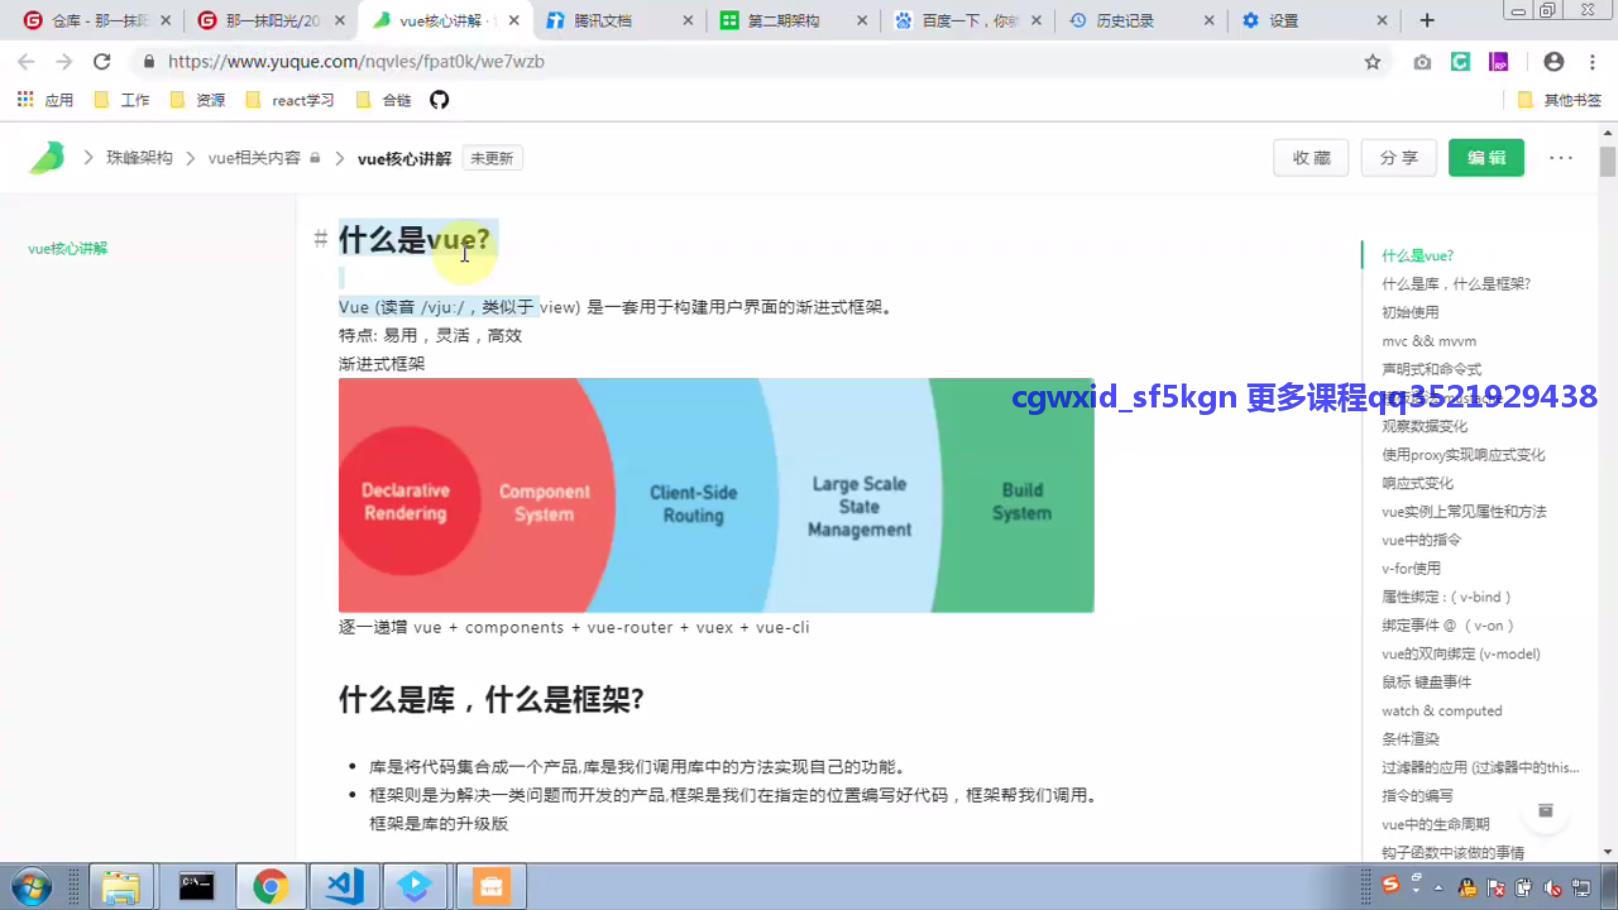 仓库 - 那一抹阳
那一抹阳光/20
vue核心讲解 ·
腾讯文档
第二期架构
百度一下，你就
历史记录
设置
https://www.yuque.com/nqvles/fpat0k/we7wzb
应用
工作
资源
react学习
合链
其他书签
珠峰架构
vue相关内容
vue核心讲解
未更新
收 藏
分 享
编 辑
vue核心讲解
# 什么是vue?
Vue (读音 /vjuː/，类似于 view) 是一套用于构建用户界面的渐进式框架。
特点: 易用，灵活，高效
渐进式框架
Declarative
Rendering
Component
System
Client-Side
Routing
Large Scale
State
Management
Build
System
逐一递增 vue + components + vue-router + vuex + vue-cli
什么是库，什么是框架?
库是将代码集合成一个产品,库是我们调用库中的方法实现自己的功能。
框架则是为解决一类问题而开发的产品,框架是我们在指定的位置编写好代码，框架帮我们调用。
框架是库的升级版
什么是vue?
什么是库，什么是框架?
初始使用
mvc && mvvm
声明式和命令式
cgwxid_sf5kgn 更多课程qq3521929438
观察数据变化
使用proxy实现响应式变化
响应式变化
vue实例上常见属性和方法
vue中的指令
v-for使用
属性绑定 :（ v-bind ）
绑定事件 @ （ v-on ）
vue的双向绑定 (v-model)
鼠标 键盘事件
watch & computed
条件渲染
过滤器的应用 (过滤器中的this...
指令的编写
vue中的生命周期
钩子函数中该做的事情